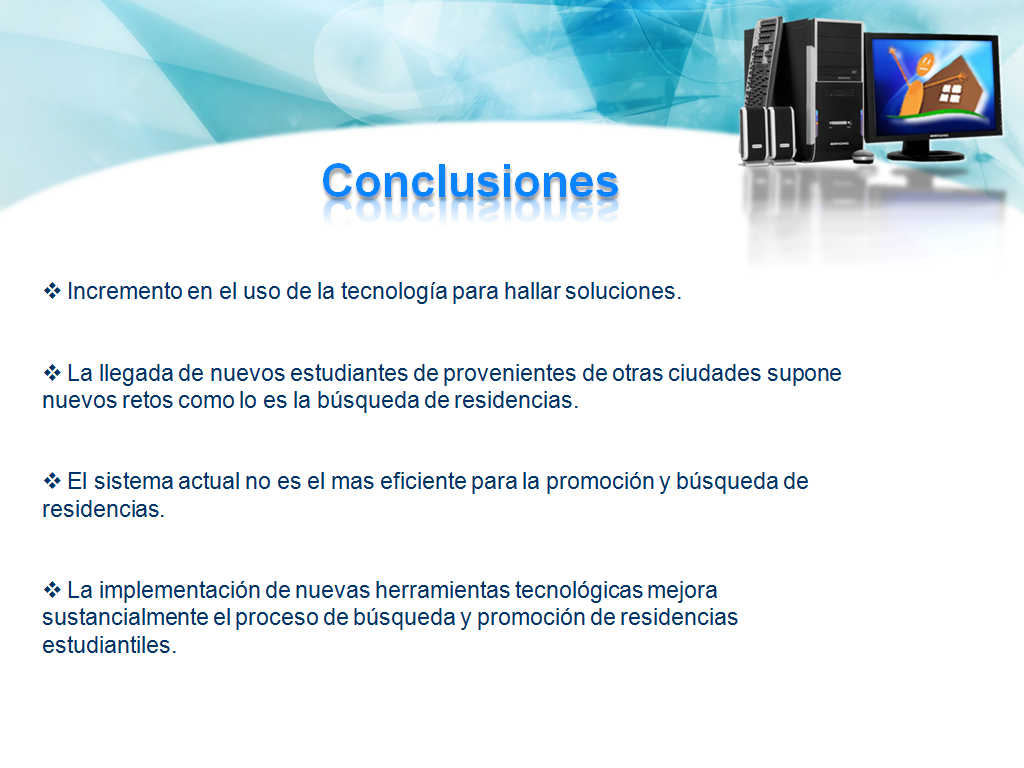 Conclusiones
❖ Incremento en el uso de la tecnología para hallar soluciones.
❖ La llegada de nuevos estudiantes de provenientes de otras ciudades supone
nuevos retos como lo es la búsqueda de residencias.
❖ El sistema actual no es el mas eficiente para la promoción y búsqueda de
residencias.
❖ La implementación de nuevas herramientas tecnológicas mejora
sustancialmente el proceso de búsqueda y promoción de residencias
estudiantiles.